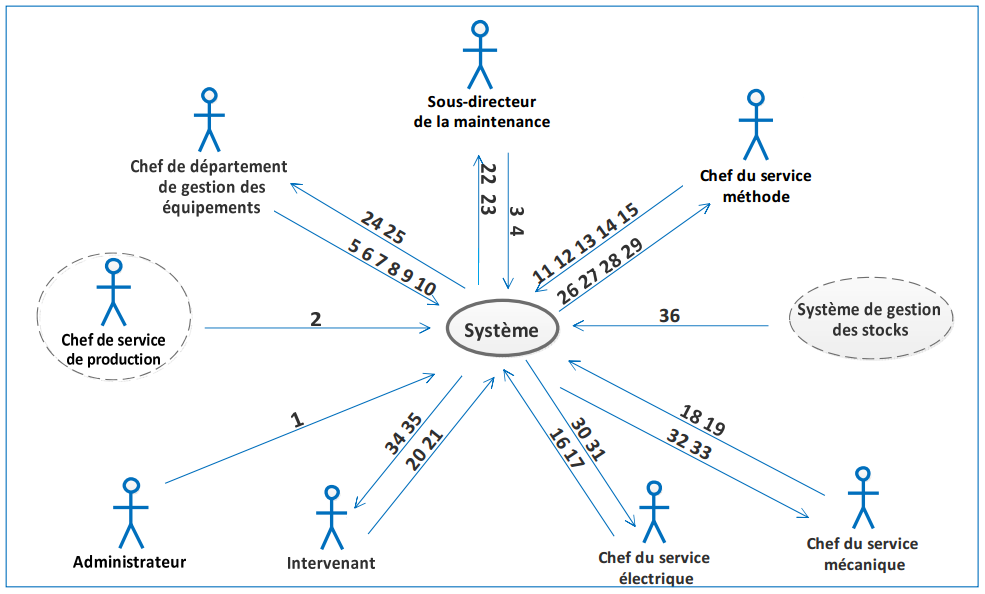 Sous-directeur
de la maintenance
Chef de département
de gestion des
équipements
Chef du service
méthode
22 23
3 4
24 25
5 6 7 8 9 10
11 12 13 14 15
26 27 28 29
Chef de service
de production
2
Système
36
Système de gestion
des stocks
1
34 35
20 21
30 31
16 17
18 19
32 33
Administrateur
Intervenant
Chef du service
électrique
Chef du service
mécanique